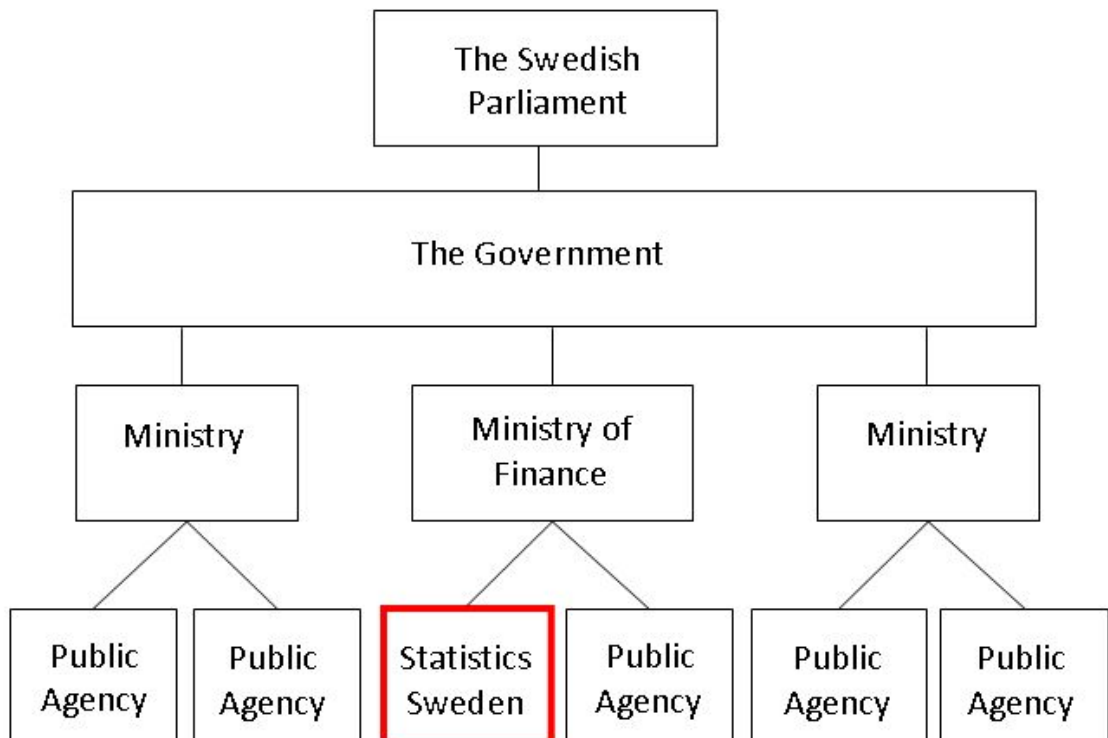 The Swedish
Parliament
The Government
Ministry
Ministry of
Finance
Ministry
Public
Agency
Public
Agency
Statistics
Sweden
Public
Agency
Public
Agency
Public
Agency